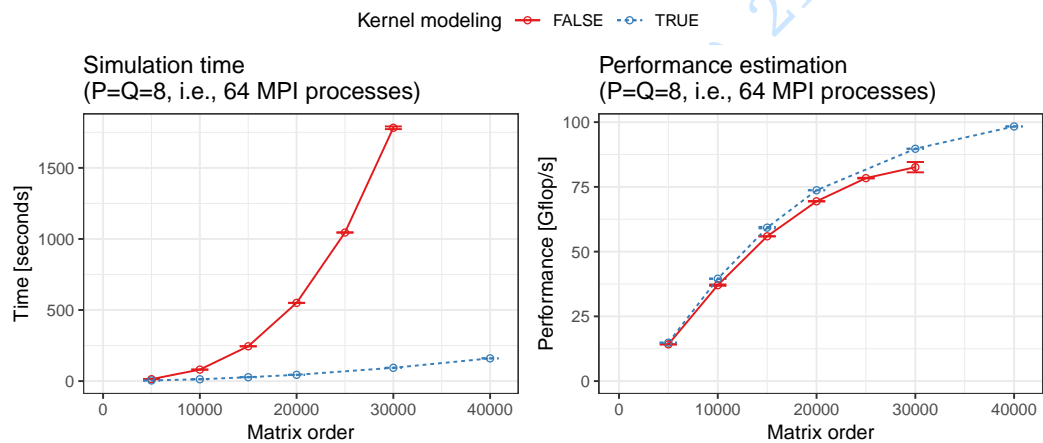 Kernel modeling FALSE TRUE
Simulation time
(P=Q=8, i.e., 64 MPI processes)
Time [seconds]
1500
1000
500
0
0 10000 20000 30000 40000
Matrix order
Performance estimation
(P=Q=8, i.e., 64 MPI processes)
Performance [Gflop/s]
100
75
50
25
0
0 10000 20000 30000 40000
Matrix order